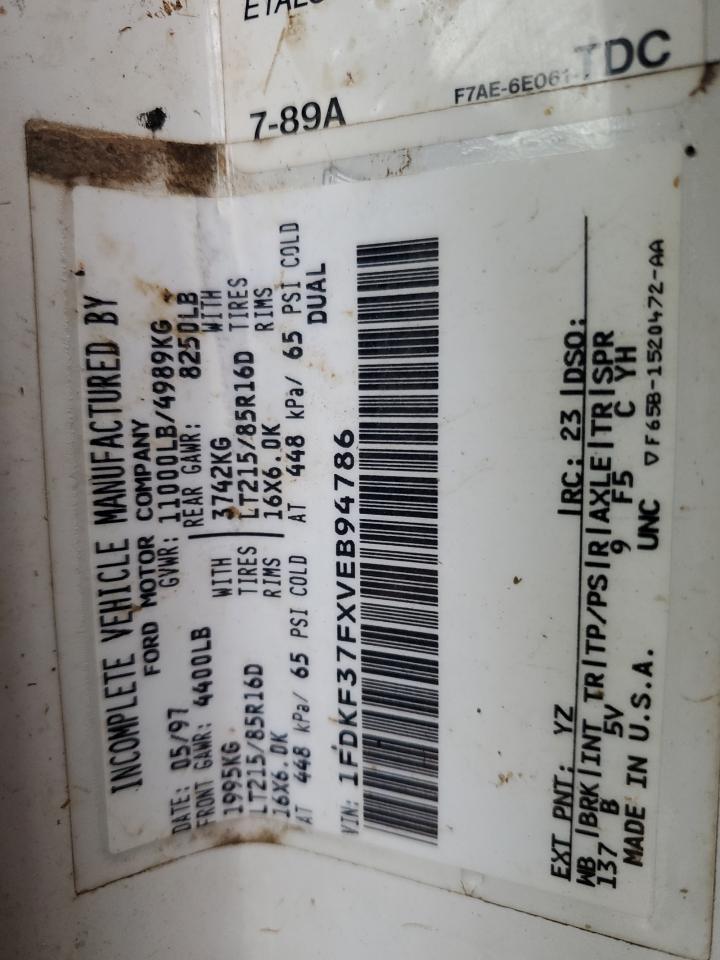 7-89A
F7AE-6E061-
TDC
INCOMPLETE VEHICLE MANUFACTURED BY
FORD MOTOR COMPANY
DATE: 05/97 GVWR: 11000LB/4989KG
FRONT GAWR: 4400LB REAR GAWR: 8250LB
1995KG WITH 3742KG WITH
LT215/85R16D TIRES LT215/85R16D TIRES
16X6.0K RIMS 16X6.0K RIMS
AT 448 kPa/ 65 PSI COLD AT 448 kPa/ 65 PSI COLD
DUAL
VIN: 1FDKF37FXVEB94786
EXT PNT: YZ |RC: 23 |DSO:
WB |BRK|INT TR|TP/PS|R|AXLE|TR|SPR
137 B 5V 9 F5 C YH
MADE IN U.S.A. UNC ▽F65B-1520472-AA